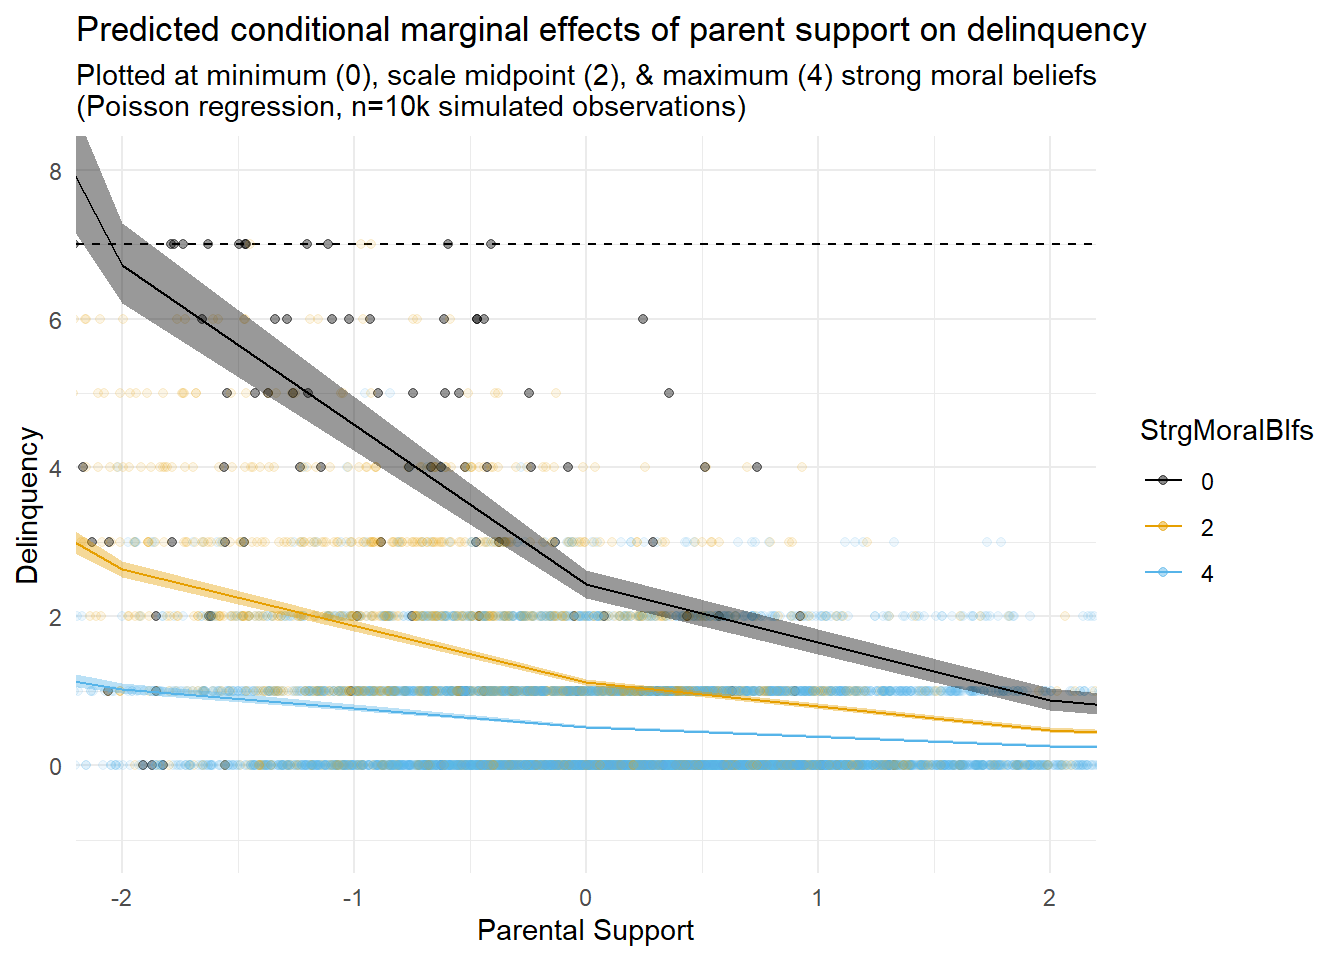 Predicted conditional marginal effects of parent support on delinquency
Plotted at minimum (0), scale midpoint (2), & maximum (4) strong moral beliefs
(Poisson regression, n=10k simulated observations)
8
6
4
2
0
Delinquency
-2
-1
0
1
2
Parental Support
StrgMoralBlfs
0
2
4